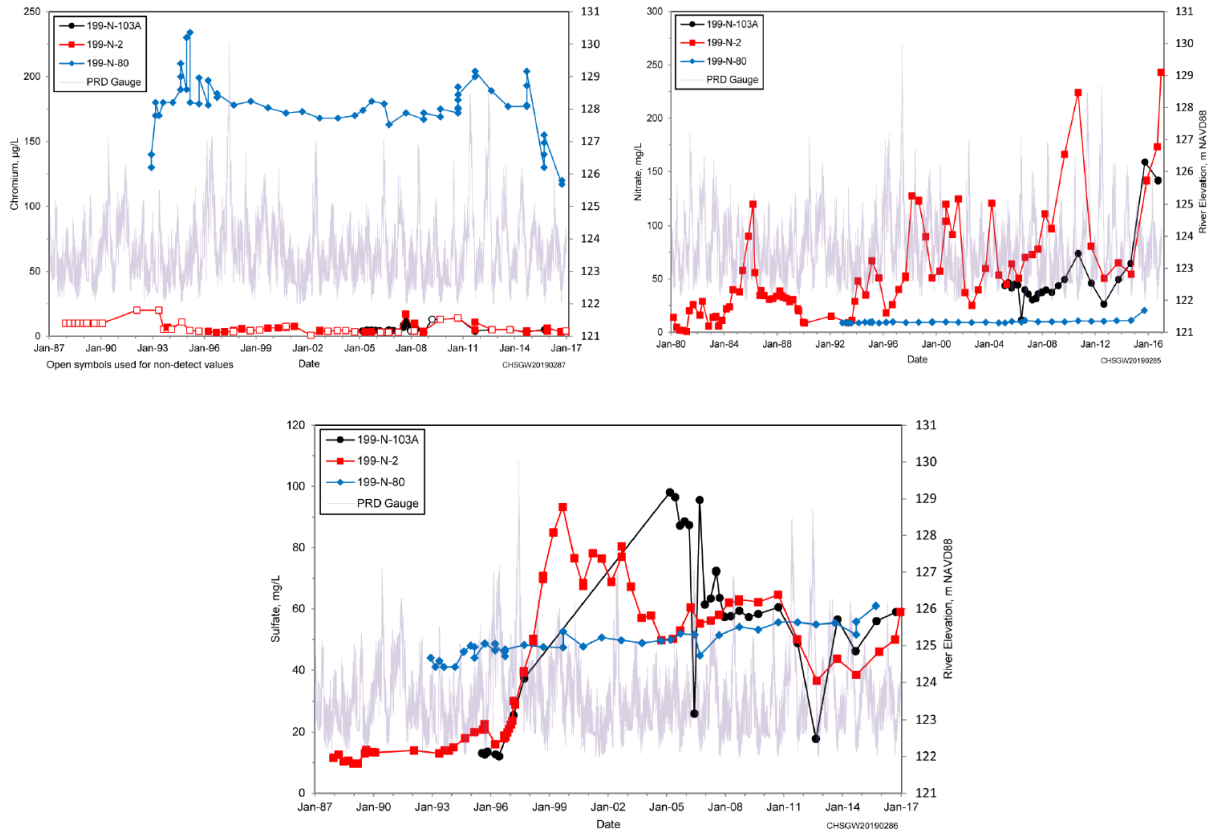 250
200
150
100
50
0
Chromium, µg/L
199-N-103A
199-N-2
199-N-80
PRD Gauge
131
130
129
128
127
126
125
124
123
122
121
River Elevation, m NAVD88
Jan-87 Jan-90 Jan-93 Jan-96 Jan-99 Jan-02 Jan-05 Jan-08 Jan-11 Jan-14 Jan-17
Open symbols used for non-detect values Date CHSGW20190287
300
250
200
150
100
50
0
Nitrate, mg/L
199-N-103A
199-N-2
199-N-80
PRD Gauge
131
130
129
128
127
126
125
124
123
122
121
River Elevation, m NAVD88
Jan-80 Jan-84 Jan-88 Jan-92 Jan-96 Jan-00 Jan-04 Jan-08 Jan-12 Jan-16
Date CHSGW20190285
120
100
80
60
40
20
0
Sulfate, mg/L
199-N-103A
199-N-2
199-N-80
PRD Gauge
131
130
129
128
127
126
125
124
123
122
121
River Elevation, m NAVD88
Jan-87 Jan-90 Jan-93 Jan-96 Jan-99 Jan-02 Jan-05 Jan-08 Jan-11 Jan-14 Jan-17
Date CHSGW20190286